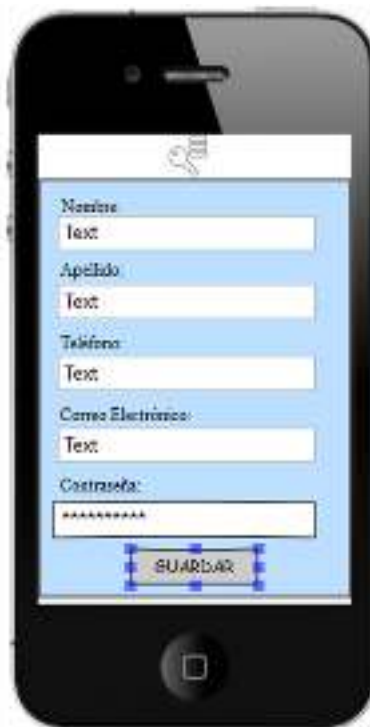 Nombre
Text
Apellido:
Text
Teléfono:
Text
Correo Electrónico:
Text
Contraseña:
**********
GUARDAR